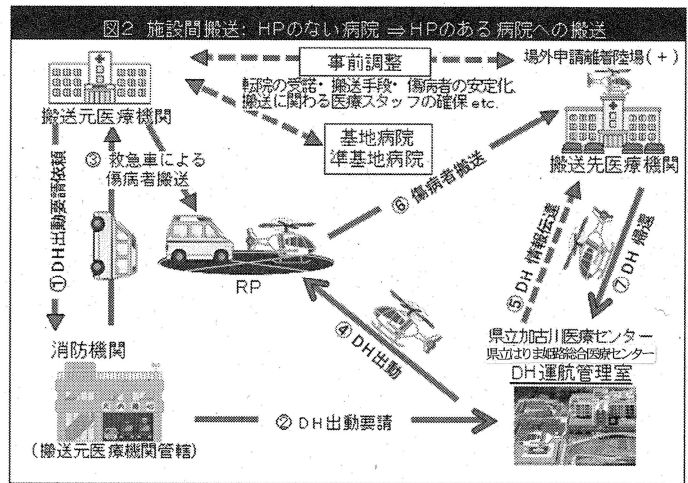 図2 施設間搬送: HPのない病院 ⇒ HPのある病院への搬送
事前調整
場外申請離着陸場(+)
転院の受諾・搬送手段・傷病者の安定化、
搬送に関わる医療スタッフの確保 etc.
搬送元医療機関
基地病院
準基地病院
搬送先医療機関
③ 救急車による
傷病者搬送
①DH出動要請依頼
⑥ 傷病者搬送
RP
⑤ DH 情報伝達
⑦ DH 帰還
④ DH出動
消防機関
県立加古川医療センター
県立はりま姫路総合医療センター
DH運航管理室
② DH出動要請
(搬送元医療機関管轄)